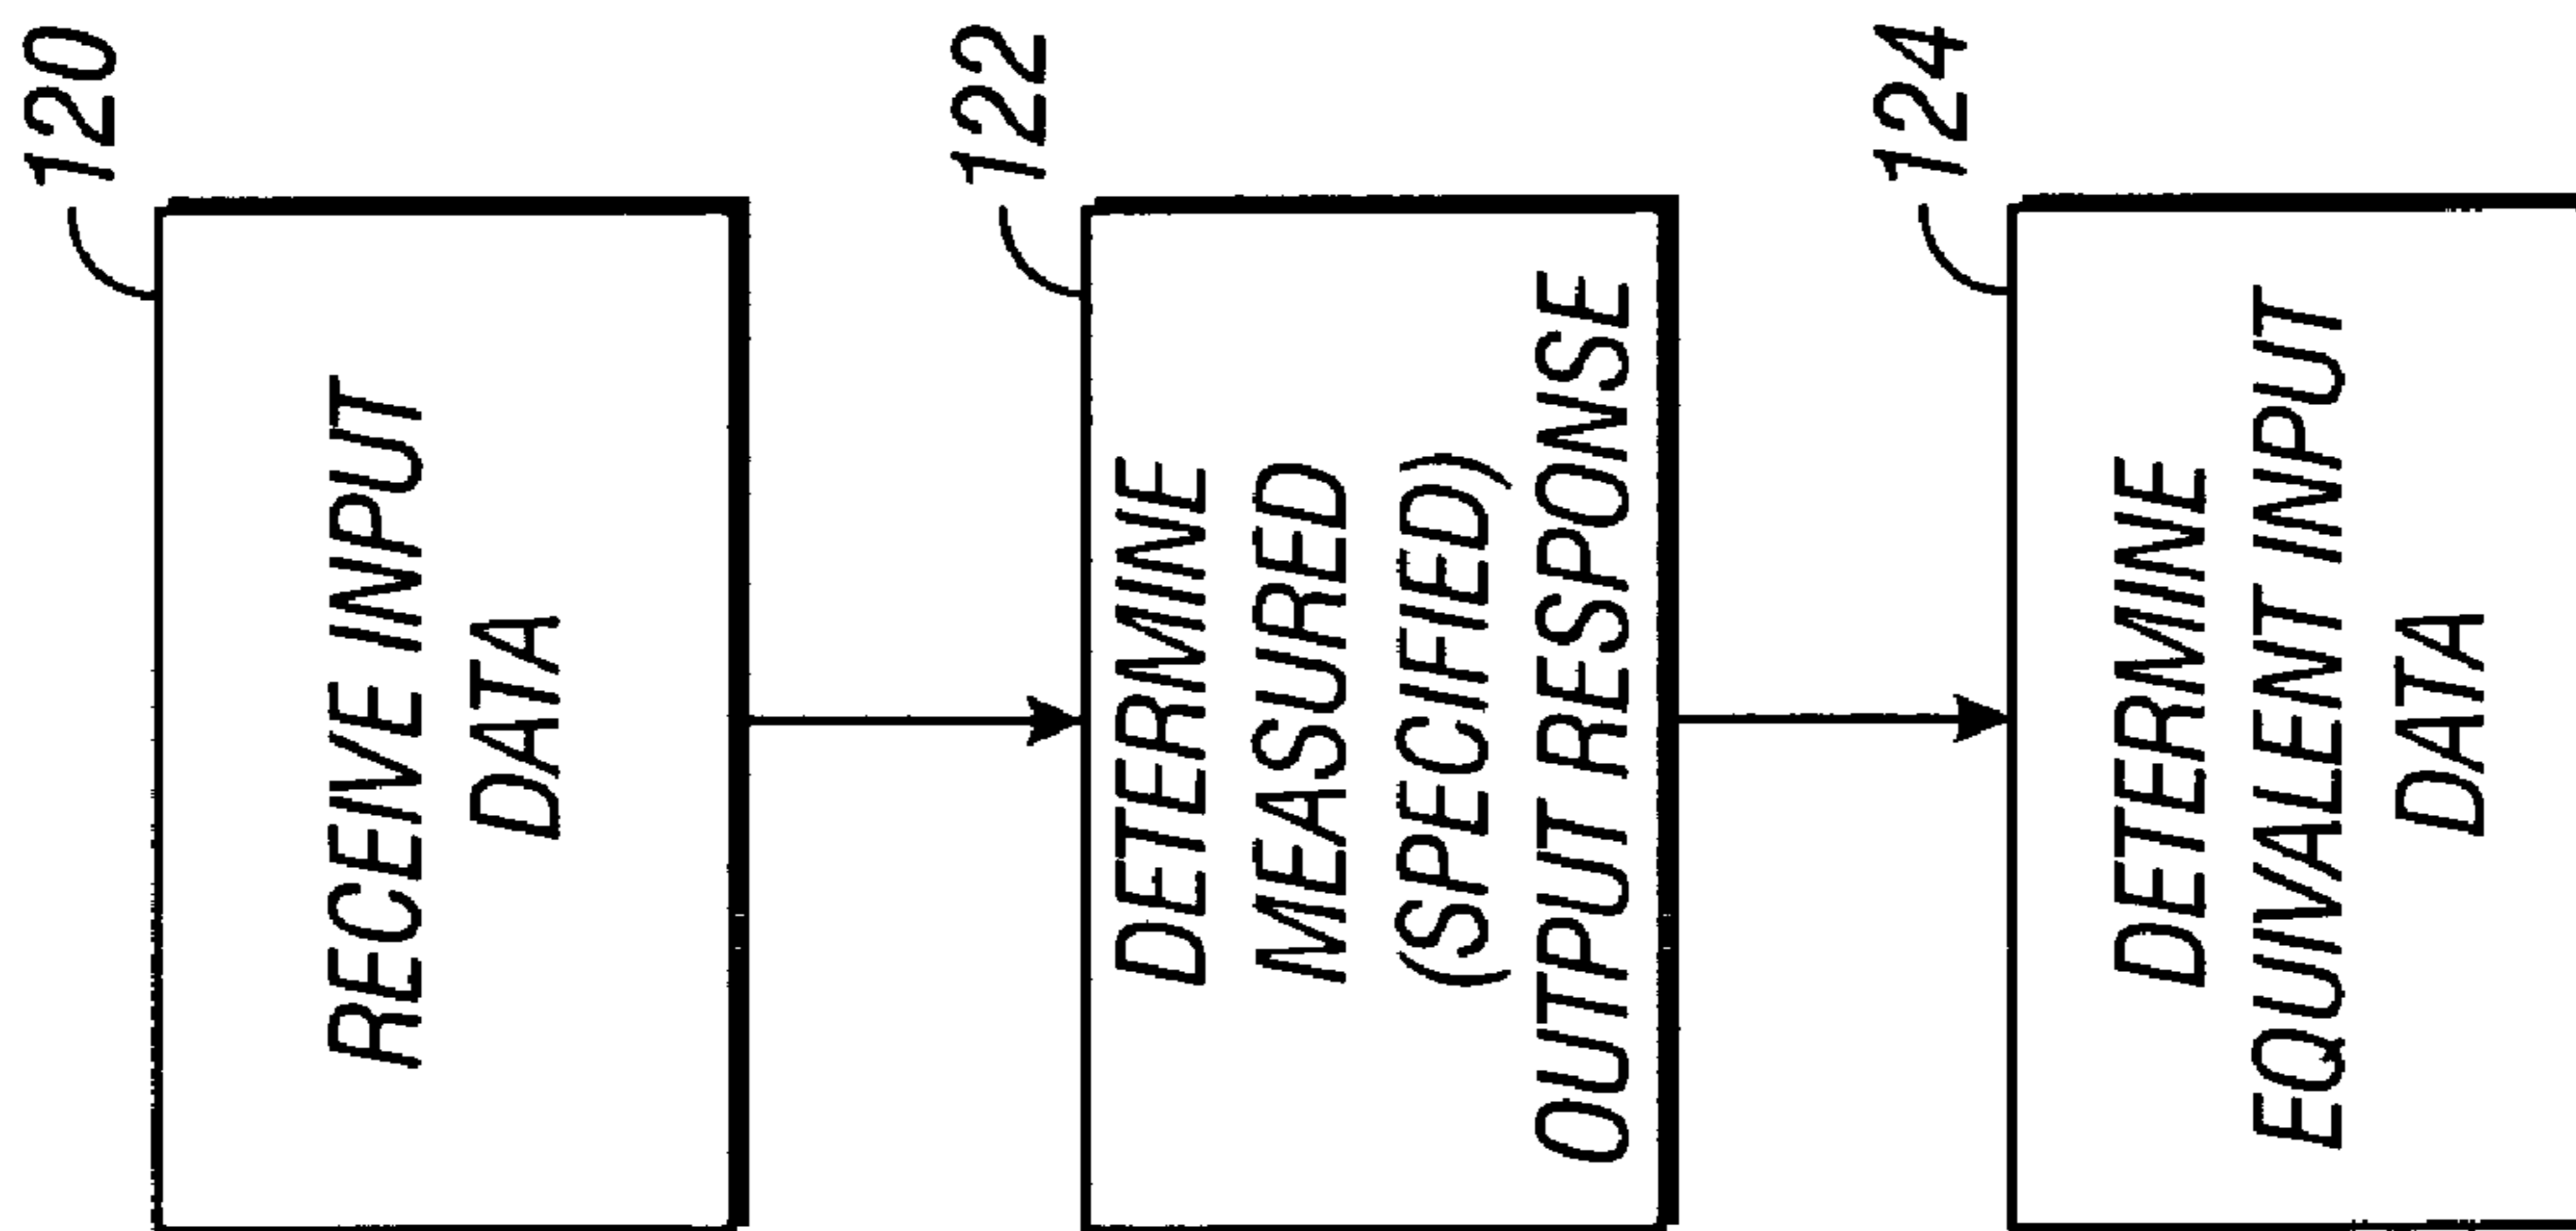 120
RECEIVE INPUT
DATA
122
DETERMINE
MEASURED
(SPECIFIED)
OUTPUT RESPONSE
124
DETERMINE
EQUIVALENT INPUT
DATA